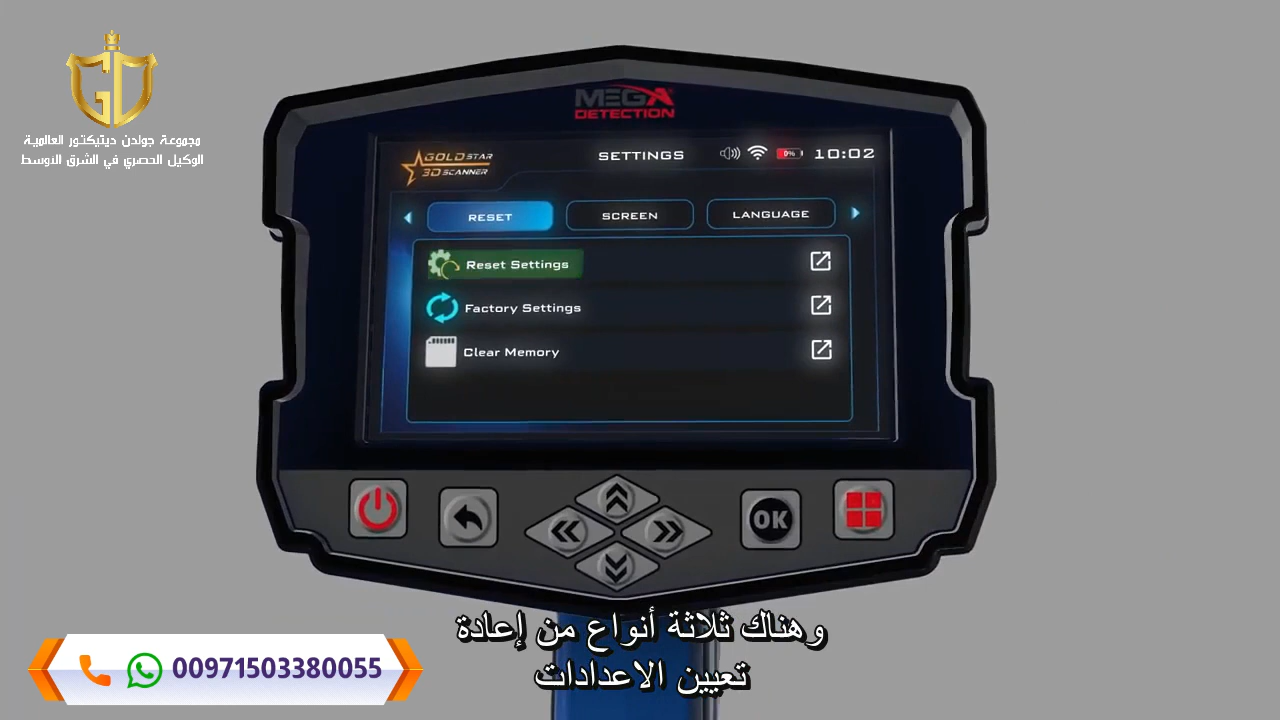 مجموعة جولدن ديتيكتور العالمية
الوكيل الحصري في الشرق الاوسط
MEGA
DETECTION
GOLD STAR
3D SCANNER
SETTINGS
0%
10:02
RESET
SCREEN
LANGUAGE
Reset Settings
Factory Settings
Clear Memory
OK
وهناك ثلاثة أنواع من إعادة
تعيين الاعدادات
00971503380055